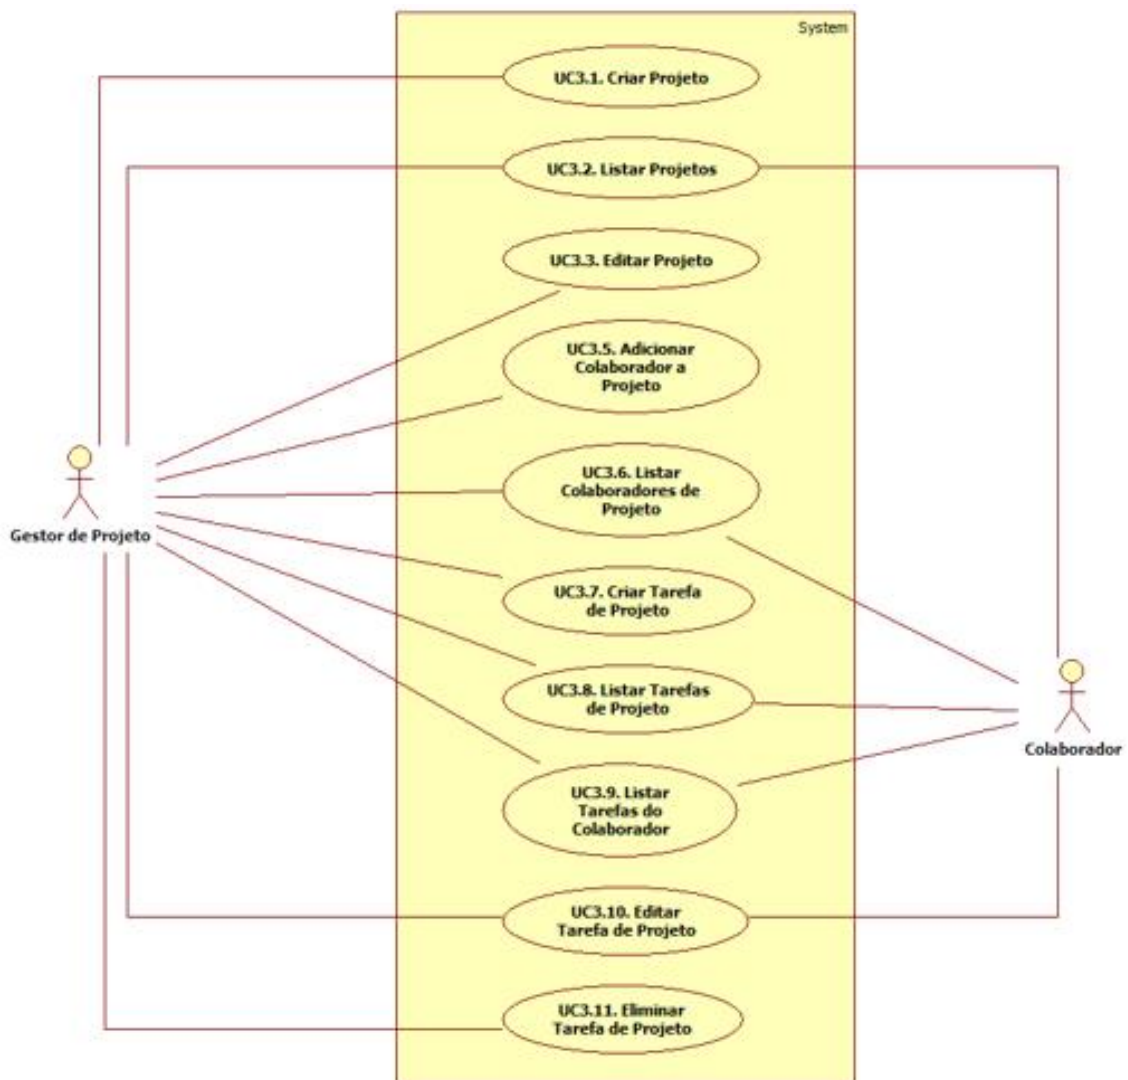 System
UC3.1. Criar Projeto
UC3.2. Listar Projetos
UC3.3. Editar Projeto
UC3.5. Adicionar
Colaborador a
Projeto
UC3.6. Listar
Colaboradores de
Projeto
Gestor de Projeto
UC3.7. Criar Tarefa
de Projeto
UC3.8. Listar Tarefas
de Projeto
Colaborador
UC3.9. Listar
Tarefas do
Colaborador
UC3.10. Editar
Tarefa de Projeto
UC3.11. Eliminar
Tarefa de Projeto